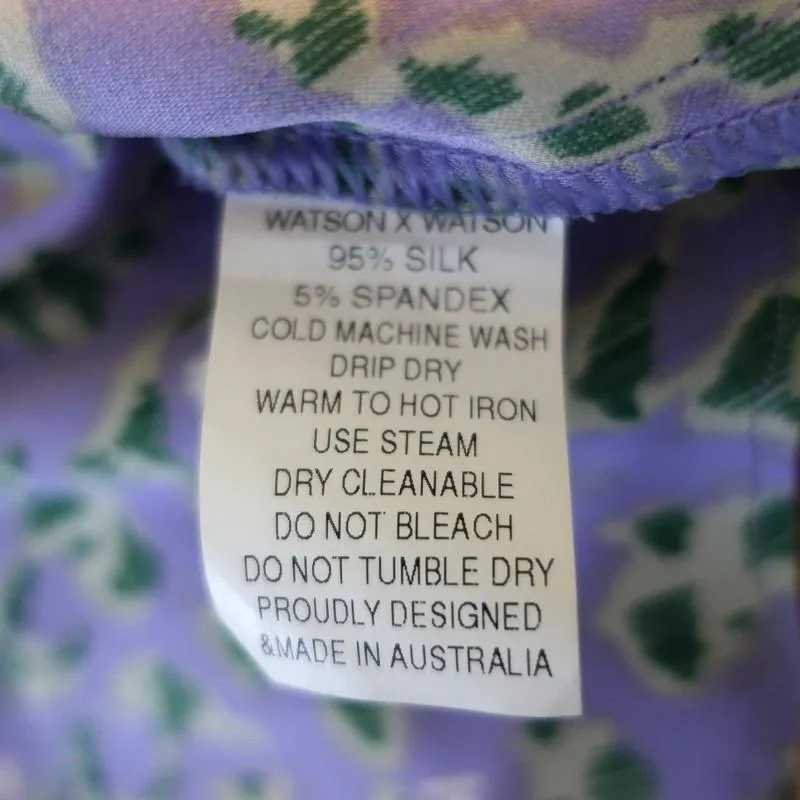 WATSON X WATSON
95% SILK
5% SPANDEX
COLD MACHINE WASH
DRIP DRY
WARM TO HOT IRON
USE STEAM
DRY CLEANABLE
DO NOT BLEACH
DO NOT TUMBLE DRY
PROUDLY DESIGNED
&MADE IN AUSTRALIA